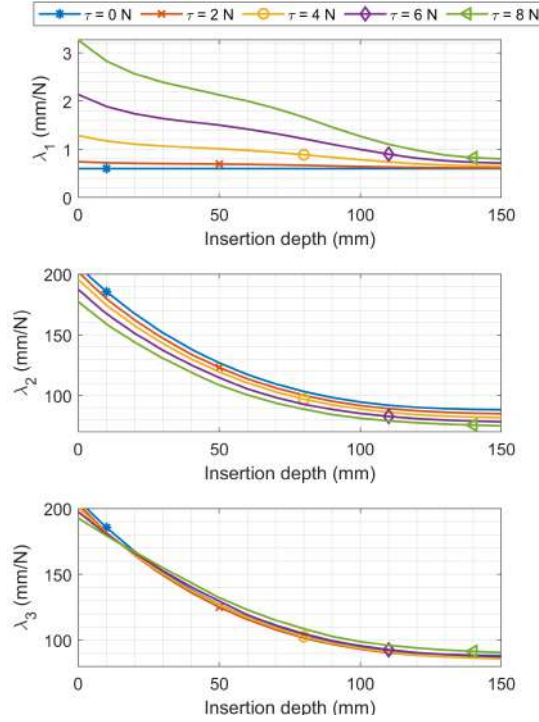 τ = 0 N τ = 2 N τ = 4 N τ = 6 N τ = 8 N
3
2
1
0
λ1 (mm/N)
0 50 100 150
Insertion depth (mm)
200
150
100
λ2 (mm/N)
0 50 100 150
Insertion depth (mm)
200
150
100
λ3 (mm/N)
0 50 100 150
Insertion depth (mm)